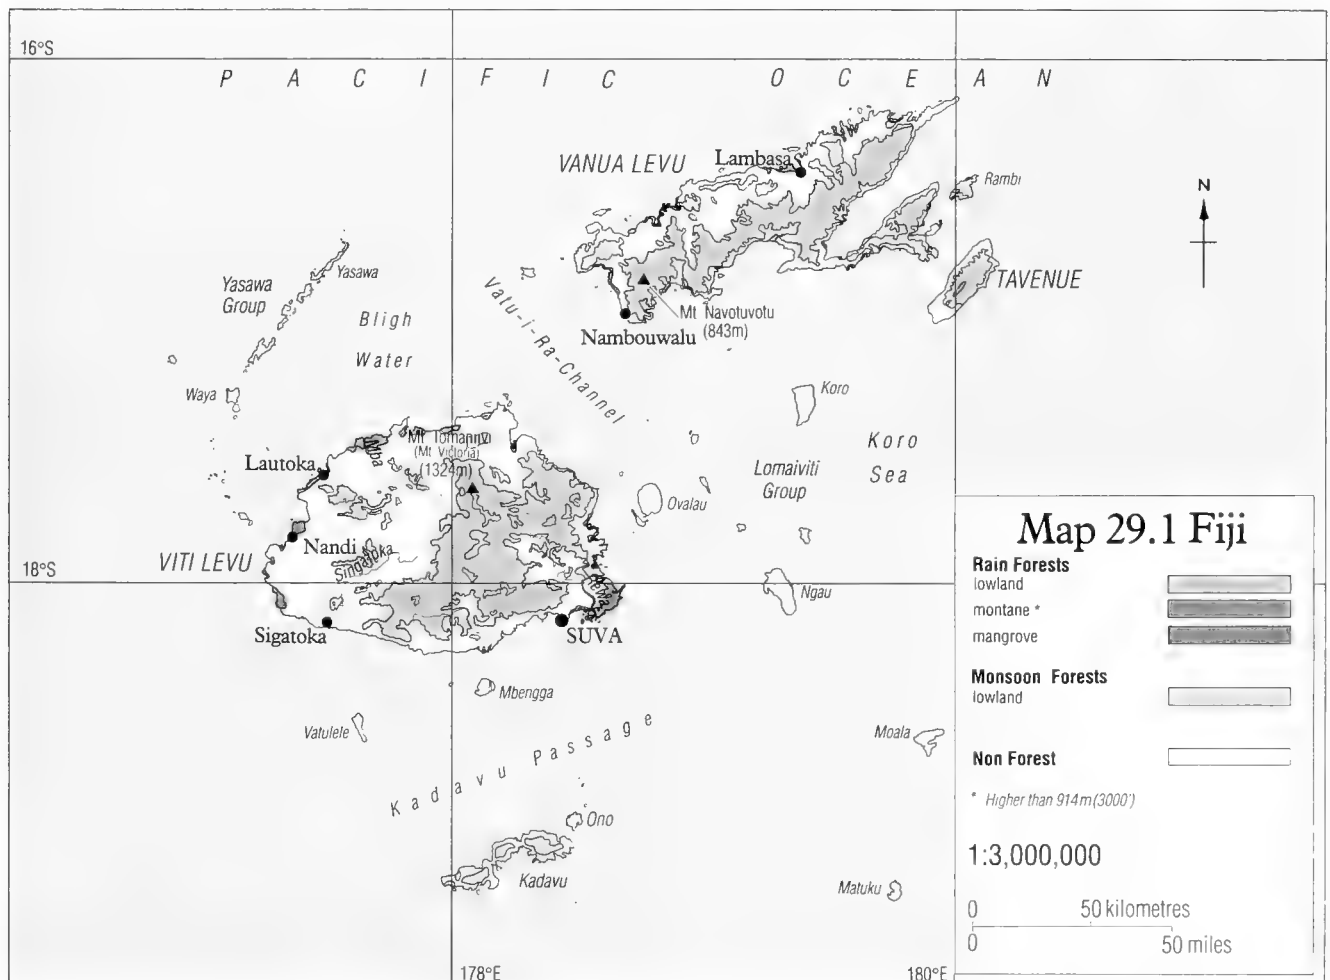 16°S
P A C I F I C O C E A N
VANUA LEVU
Lambasa
Rambi
N
Yasawa
Group
Yasawa
TAVENUE
Bligh
Water
Vatu-i-Ra-Channel
Mt Navotuvotu
(843m)
Nambouwalu
Waya
Koro
Koro
Sea
Mba
Mt Tomanivi
(Mt Victoria)
(1324m)
Lautoka
Lomaiviti
Group
Ovalau
Nandi
Singatoka
VITI LEVU
18°S
Rewa
Ngau
Sigatoka
SUVA
Mbengga
Vatulele
Kadavu Passage
Moala
Ono
Kadavu
Matuku
178°E
180°E
Map 29.1 Fiji
Rain Forests
lowland
montane *
mangrove
Monsoon Forests
lowland
Non Forest
* Higher than 914m (3000')
1:3,000,000
0 50 kilometres
0 50 miles